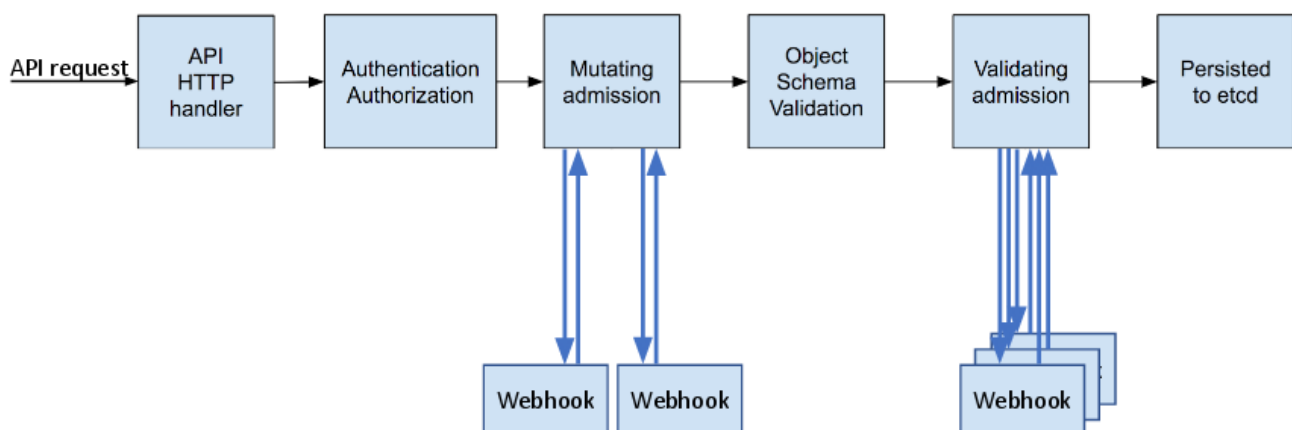 API request
API
HTTP
handler
Authentication
Authorization
Mutating
admission
Object
Schema
Validation
Validating
admission
Persisted
to etcd
Webhook
Webhook
Webhook